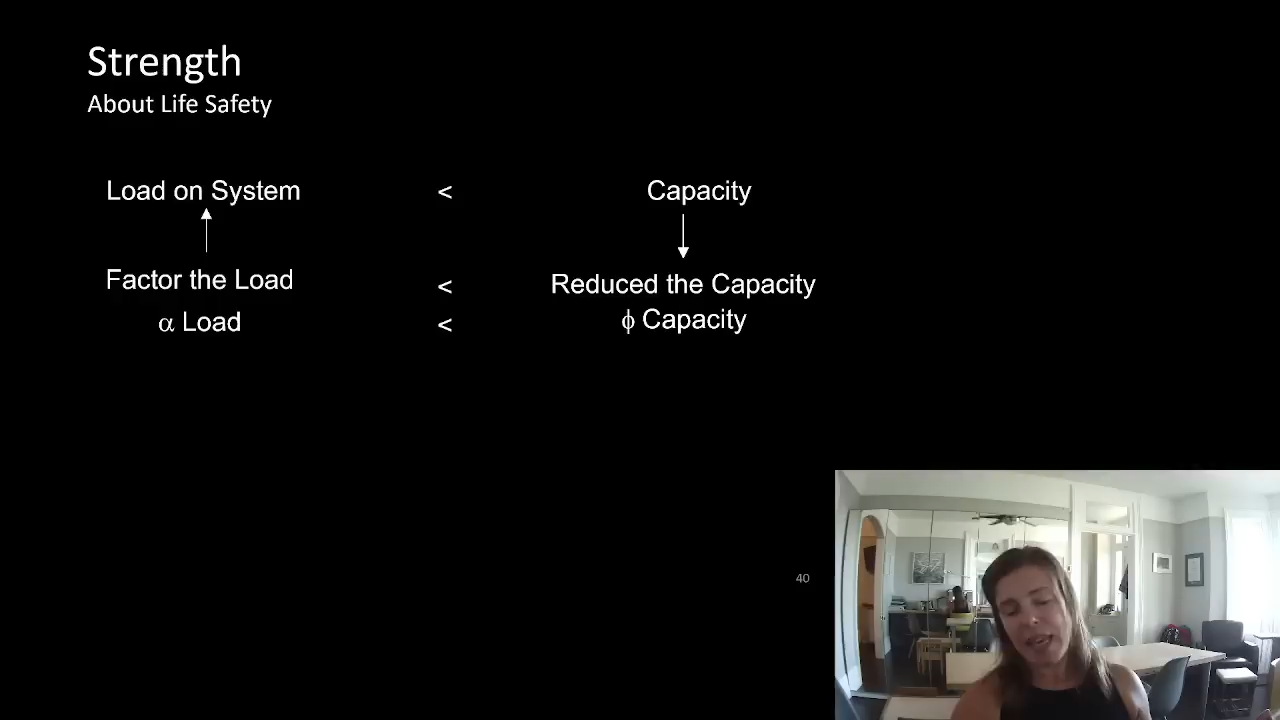 Strength
About Life Safety
Load on System < Capacity
Factor the Load < Reduced the Capacity
α Load < ϕ Capacity
40